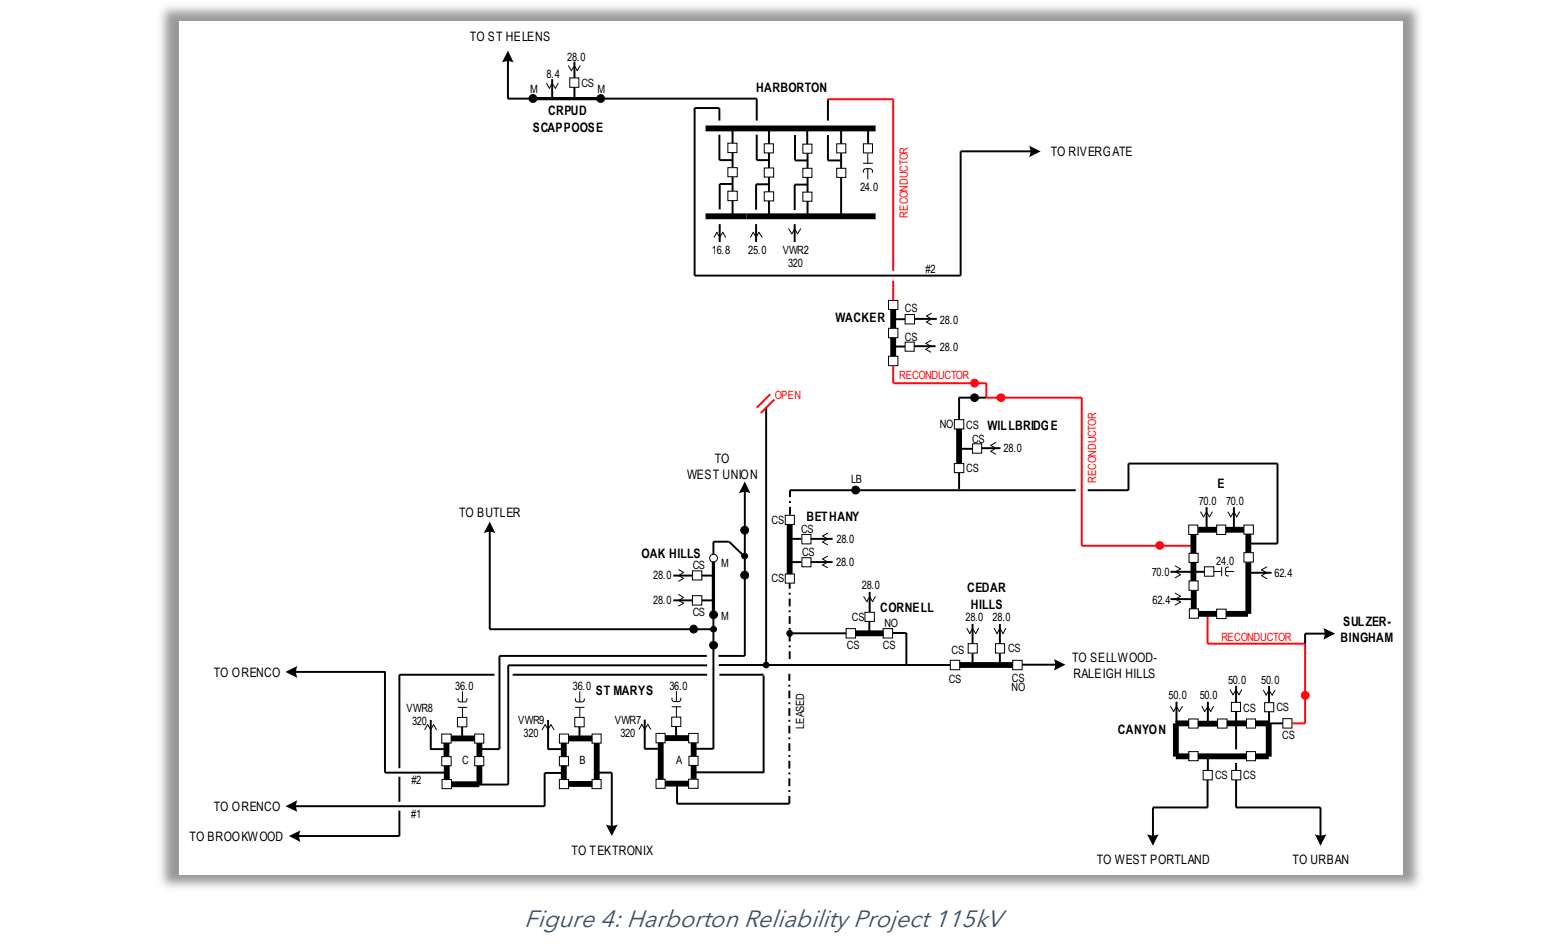 TO ST HELENS
28.0
8.4
CS
M
M
CRPUD
SCAPPOOSE
HARBORTON
RECONDUCTOR
TO RIVERGATE
24.0
16.8
25.0
VWR2
320
#2
WACKER
CS
28.0
CS
28.0
RECONDUCTOR
OPEN
NO
CS
WILLBRIDGE
CS
28.0
CS
RECONDUCTOR
TO
WEST UNION
LB
E
70.0
70.0
TO BUTLER
CS
BETHANY
CS
28.0
CS
28.0
CS
OAK HILLS
CS
M
28.0
28.0
CS
M
24.0
70.0
62.4
62.4
28.0
CORNELL
CS
NO
CS
CS
CEDAR
HILLS
28.0
28.0
CS
CS
CS
CS
NO
TO SELLWOOD-
RALEIGH HILLS
RECONDUCTOR
SULZER-
BINGHAM
TO ORENCO
36.0
36.0
ST MARYS
36.0
VWR8
320
VWR9
320
VWR7
320
LEASED
C
B
A
#2
50.0
50.0
50.0
50.0
CS
CS
CANYON
CS
CS
CS
TO ORENCO
#1
TO BROOKWOOD
TO TEKTRONIX
TO WEST PORTLAND
TO URBAN
Figure 4: Harborton Reliability Project 115kV